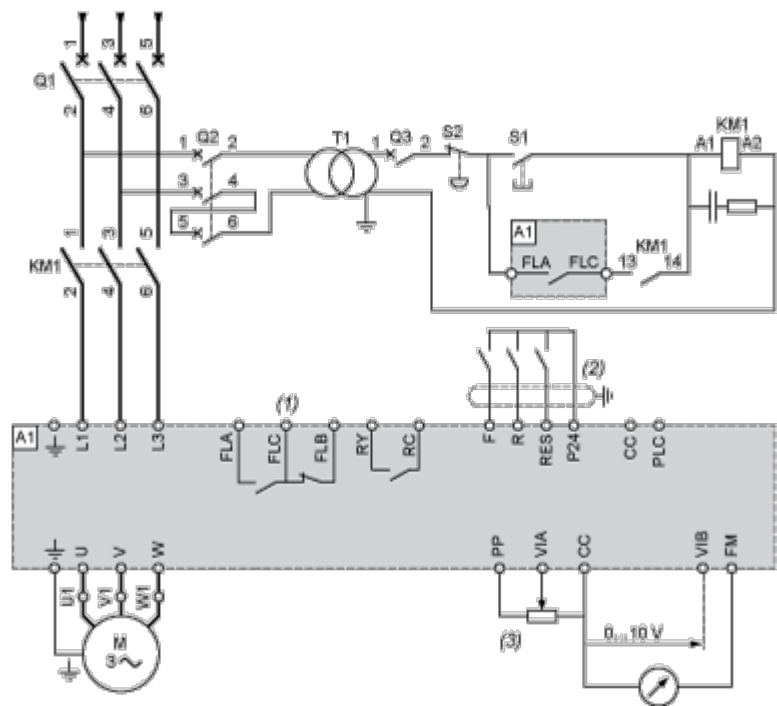 1 3 5
Q1
2 4 6
1 Q2 2
3 4
5 6
T1
1 Q3 2
S2
S1
KM1
A1 A2
A1
FLA FLC
KM1
13 14
1 3 5
KM1
2 4 6
(1)
(2)
A1
L1 L2 L3
FLA FLC FLB RY RC
F R RES P24 CC PLC
U V W
PP VIA CC VIB FM
U1 V1 W1
M
3
(3)
0...10 V